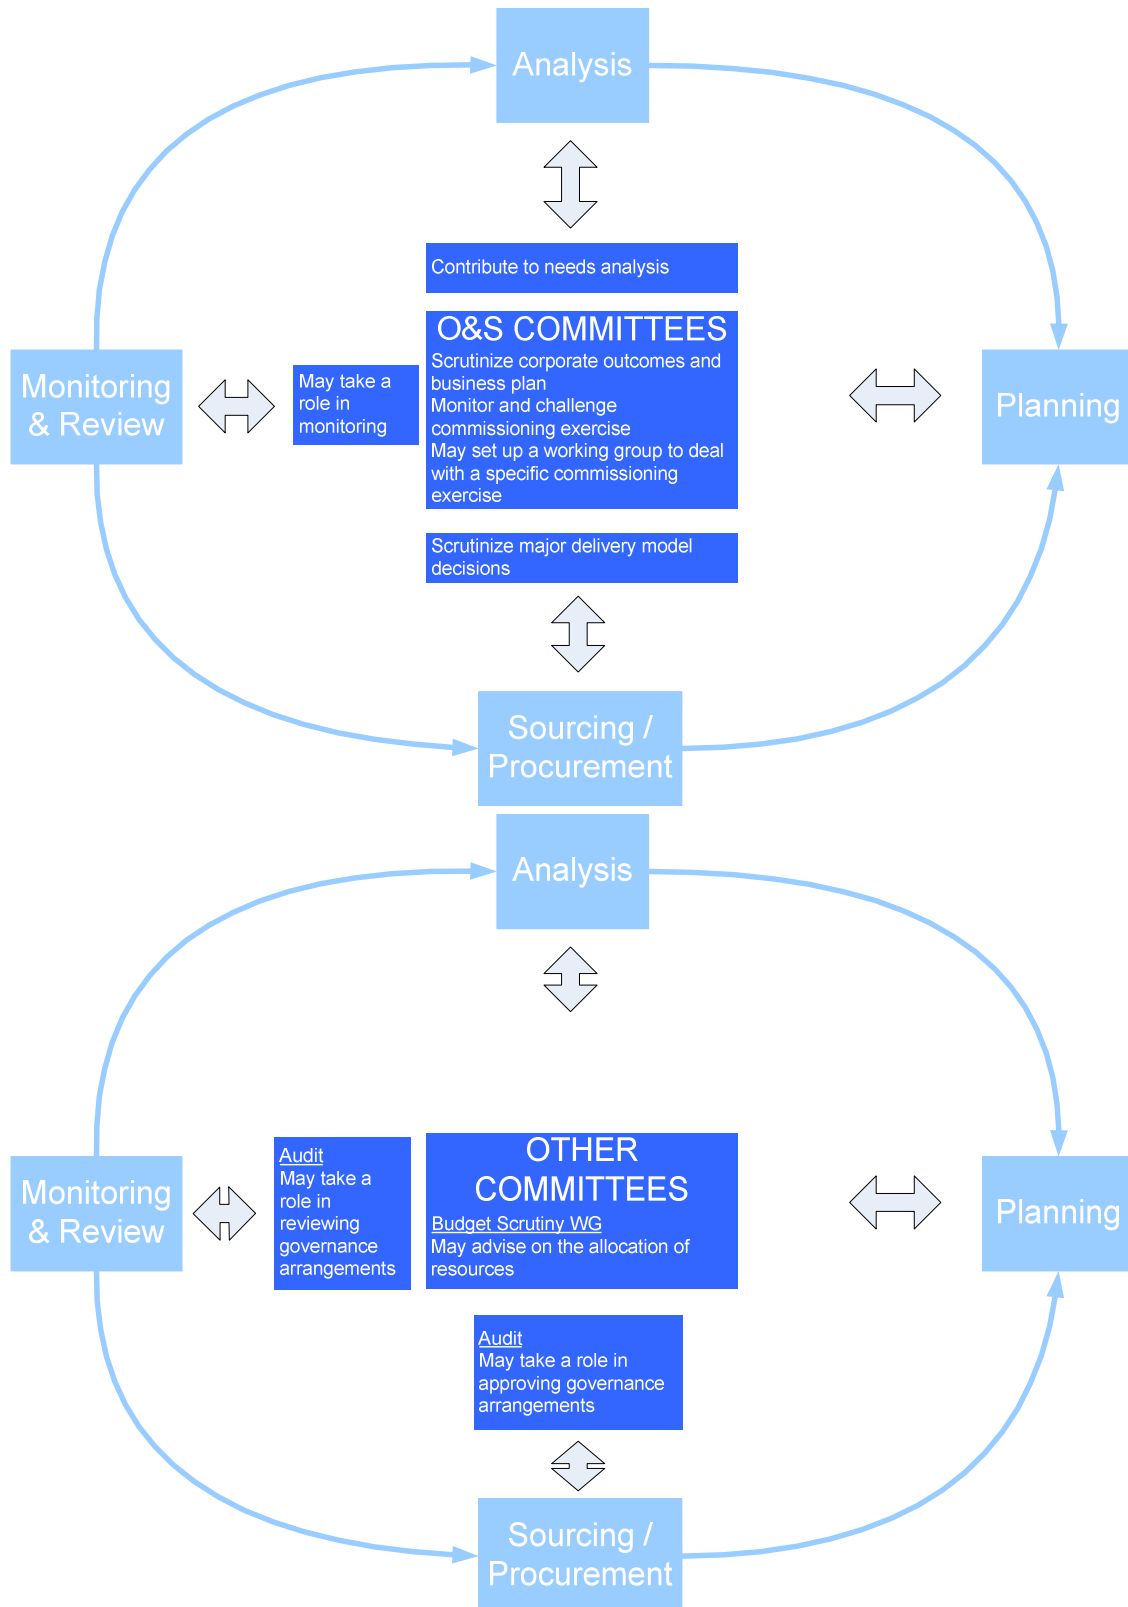 Analysis
Contribute to needs analysis
O&S COMMITTEES
Scrutinize corporate outcomes and
business plan
Monitor and challenge
commissioning exercise
May set up a working group to deal
with a specific commissioning
exercise
May take a
role in
monitoring
Monitoring
& Review
Planning
Scrutinize major delivery model
decisions
Sourcing /
Procurement
Analysis
OTHER
COMMITTEES
Budget Scrutiny WG
May advise on the allocation of
resources
Audit
May take a
role in
reviewing
governance
arrangements
Monitoring
& Review
Planning
Audit
May take a role in
approving governance
arrangements
Sourcing /
Procurement